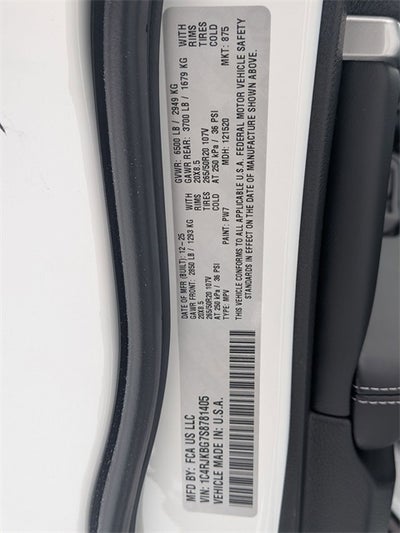 MFD BY: FCA US LLC
VIN: 1C4RJKBG7S8781405
VEHICLE MADE IN: U.S.A.
DATE OF MFR (BUILT): 12-25
GVWR: 6500 LB / 2949 KG
GAWR FRONT: 2850 LB / 1293 KG WITH
GAWR REAR: 3700 LB / 1679 KG WITH
20X8.5 RIMS
20X8.5 RIMS
265/50R20 107V TIRES
265/50R20 107V TIRES
AT 250 kPa / 36 PSI COLD
AT 250 kPa / 36 PSI COLD
TYPE: MPV
PAINT: PW7
MDH: 121520
MKT: 875
THIS VEHICLE CONFORMS TO ALL APPLICABLE U.S.A. FEDERAL MOTOR VEHICLE SAFETY
STANDARDS IN EFFECT ON THE DATE OF MANUFACTURE SHOWN ABOVE.